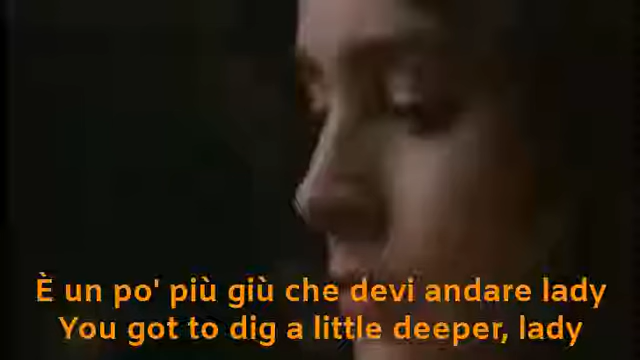 È un po' più giù che devi andare lady
You got to dig a little deeper, lady